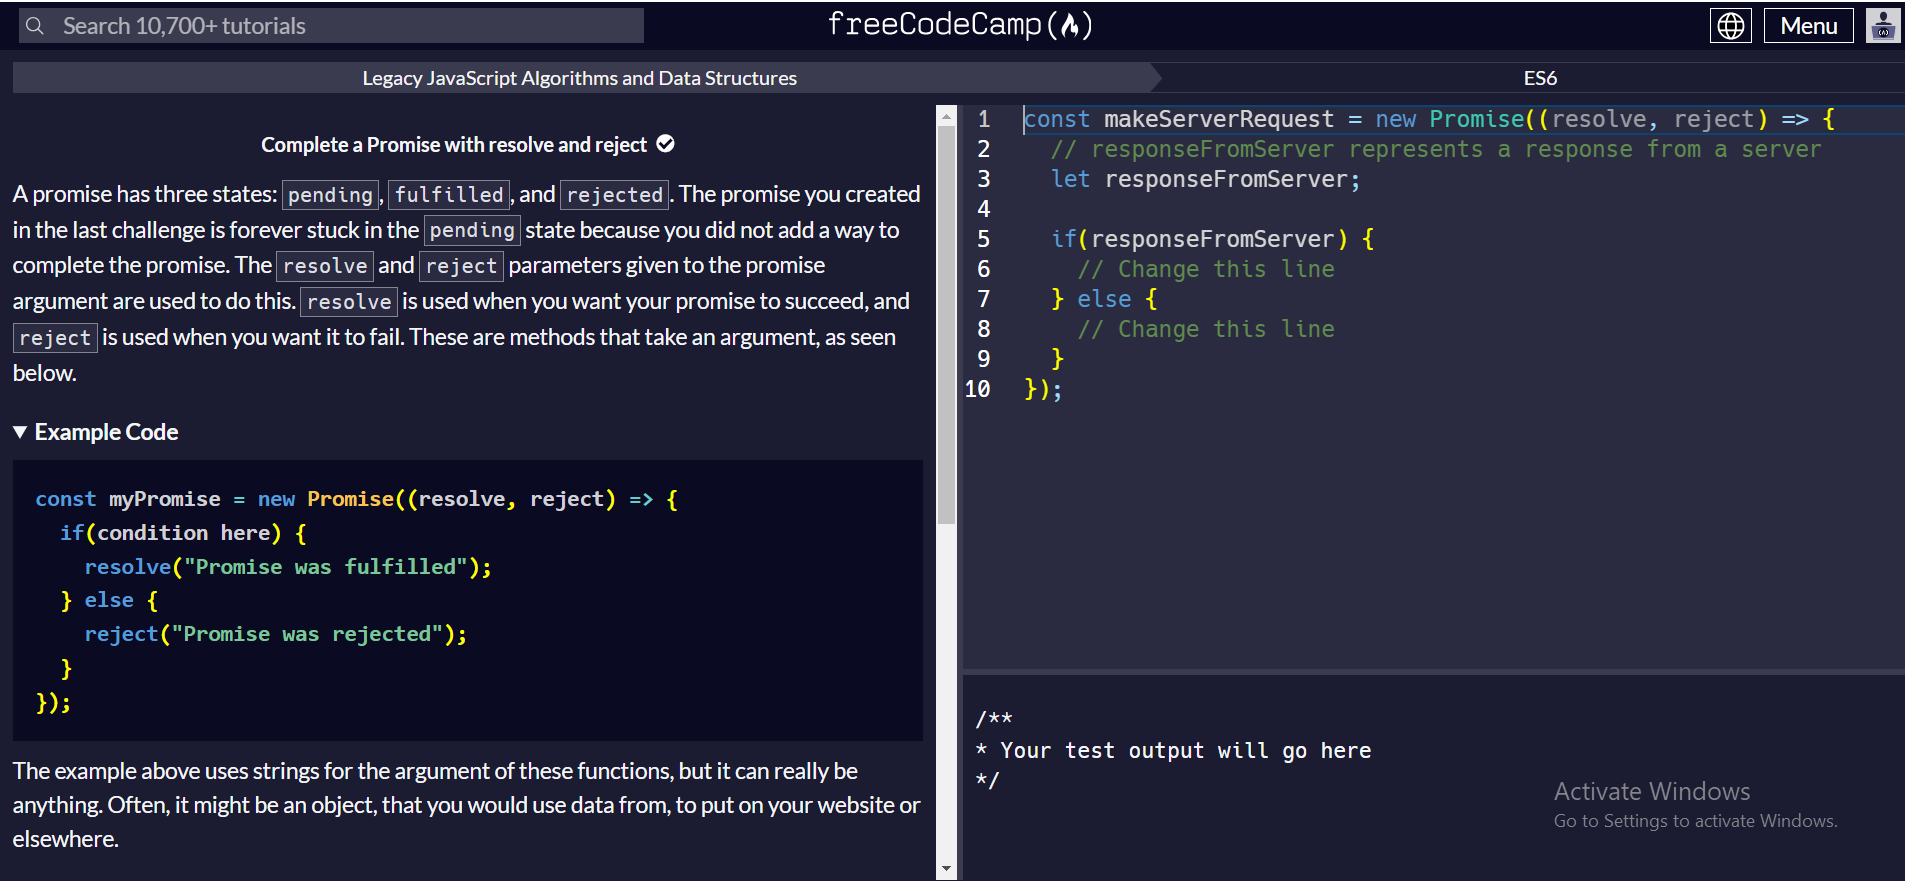 Search 10,700+ tutorials
freeCodeCamp(🔥)
Menu
Legacy JavaScript Algorithms and Data Structures
ES6
Complete a Promise with resolve and reject
A promise has three states: pending, fulfilled, and rejected. The promise you created
in the last challenge is forever stuck in the pending state because you did not add a way to
complete the promise. The resolve and reject parameters given to the promise
argument are used to do this. resolve is used when you want your promise to succeed, and
reject is used when you want it to fail. These are methods that take an argument, as seen
below.
▼ Example Code
const myPromise = new Promise((resolve, reject) => {
  if(condition here) {
    resolve("Promise was fulfilled");
  } else {
    reject("Promise was rejected");
  }
});
The example above uses strings for the argument of these functions, but it can really be
anything. Often, it might be an object, that you would use data from, to put on your website or
elsewhere.
1 const makeServerRequest = new Promise((resolve, reject) => {
2   // responseFromServer represents a response from a server
3   let responseFromServer;
4
5   if(responseFromServer) {
6     // Change this line
7   } else {
8     // Change this line
9   }
10 });
/**
* Your test output will go here
*/
Activate Windows
Go to Settings to activate Windows.